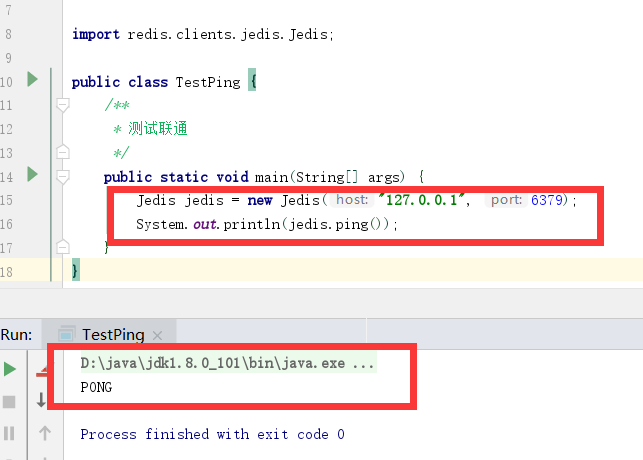 7
8 import redis.clients.jedis.Jedis;
9
10 public class TestPing {
11 /**
12 * 测试联通
13 */
14 public static void main(String[] args) {
15 Jedis jedis = new Jedis( host: "127.0.0.1", port: 6379);
16 System.out.println(jedis.ping());
17 }
18 }
Run: TestPing ×
D:\java\jdk1.8.0_101\bin\java.exe ...
PONG
Process finished with exit code 0